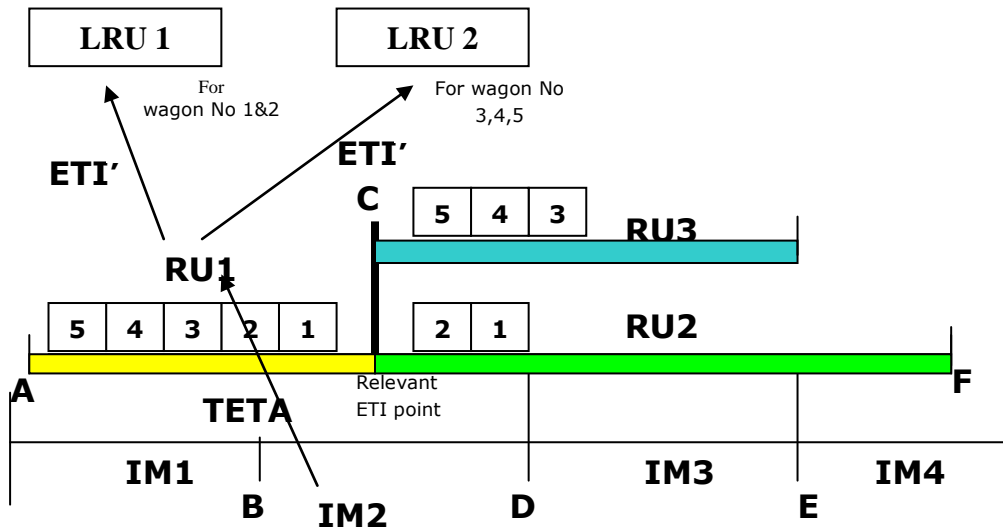 LRU 1
LRU 2
For
wagon No 1&2
For wagon No
3,4,5
ETI′
ETI′
C
5 4 3
RU3
RU1
5 4 3 2 1
2 1
RU2
A
Relevant
ETI point
F
TETA
IM1
IM3
IM4
B
IM2
D
E